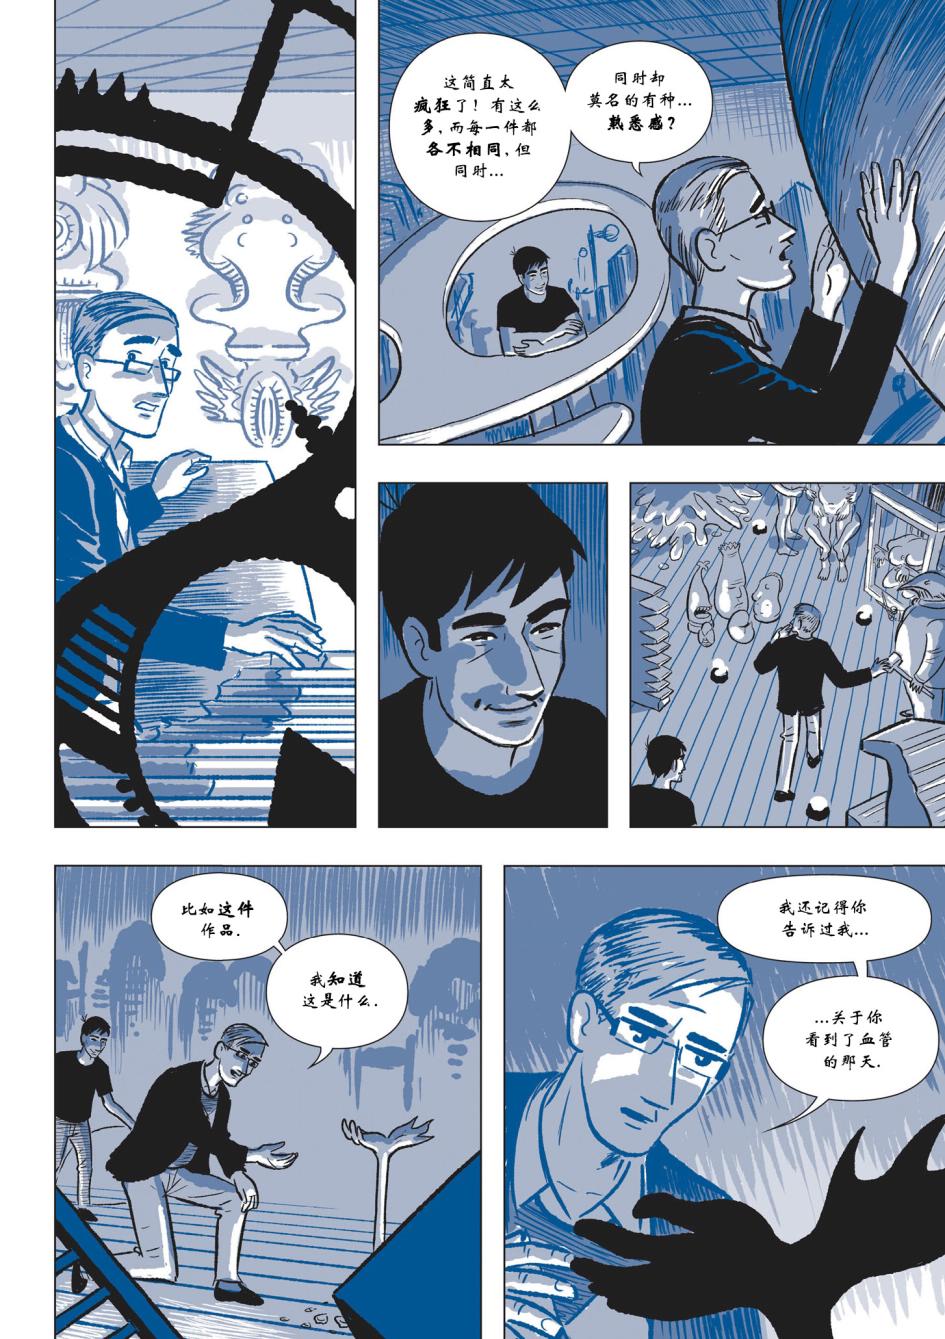 这简直太
疯狂了！有这么
多，而每一件都
各不相同，但
同时…
同时却
莫名的有种…
熟悉感？
比如这件
作品.
我知道
这是什么.
我还记得你
告诉过我…
…关于你
看到了血管
的那天.